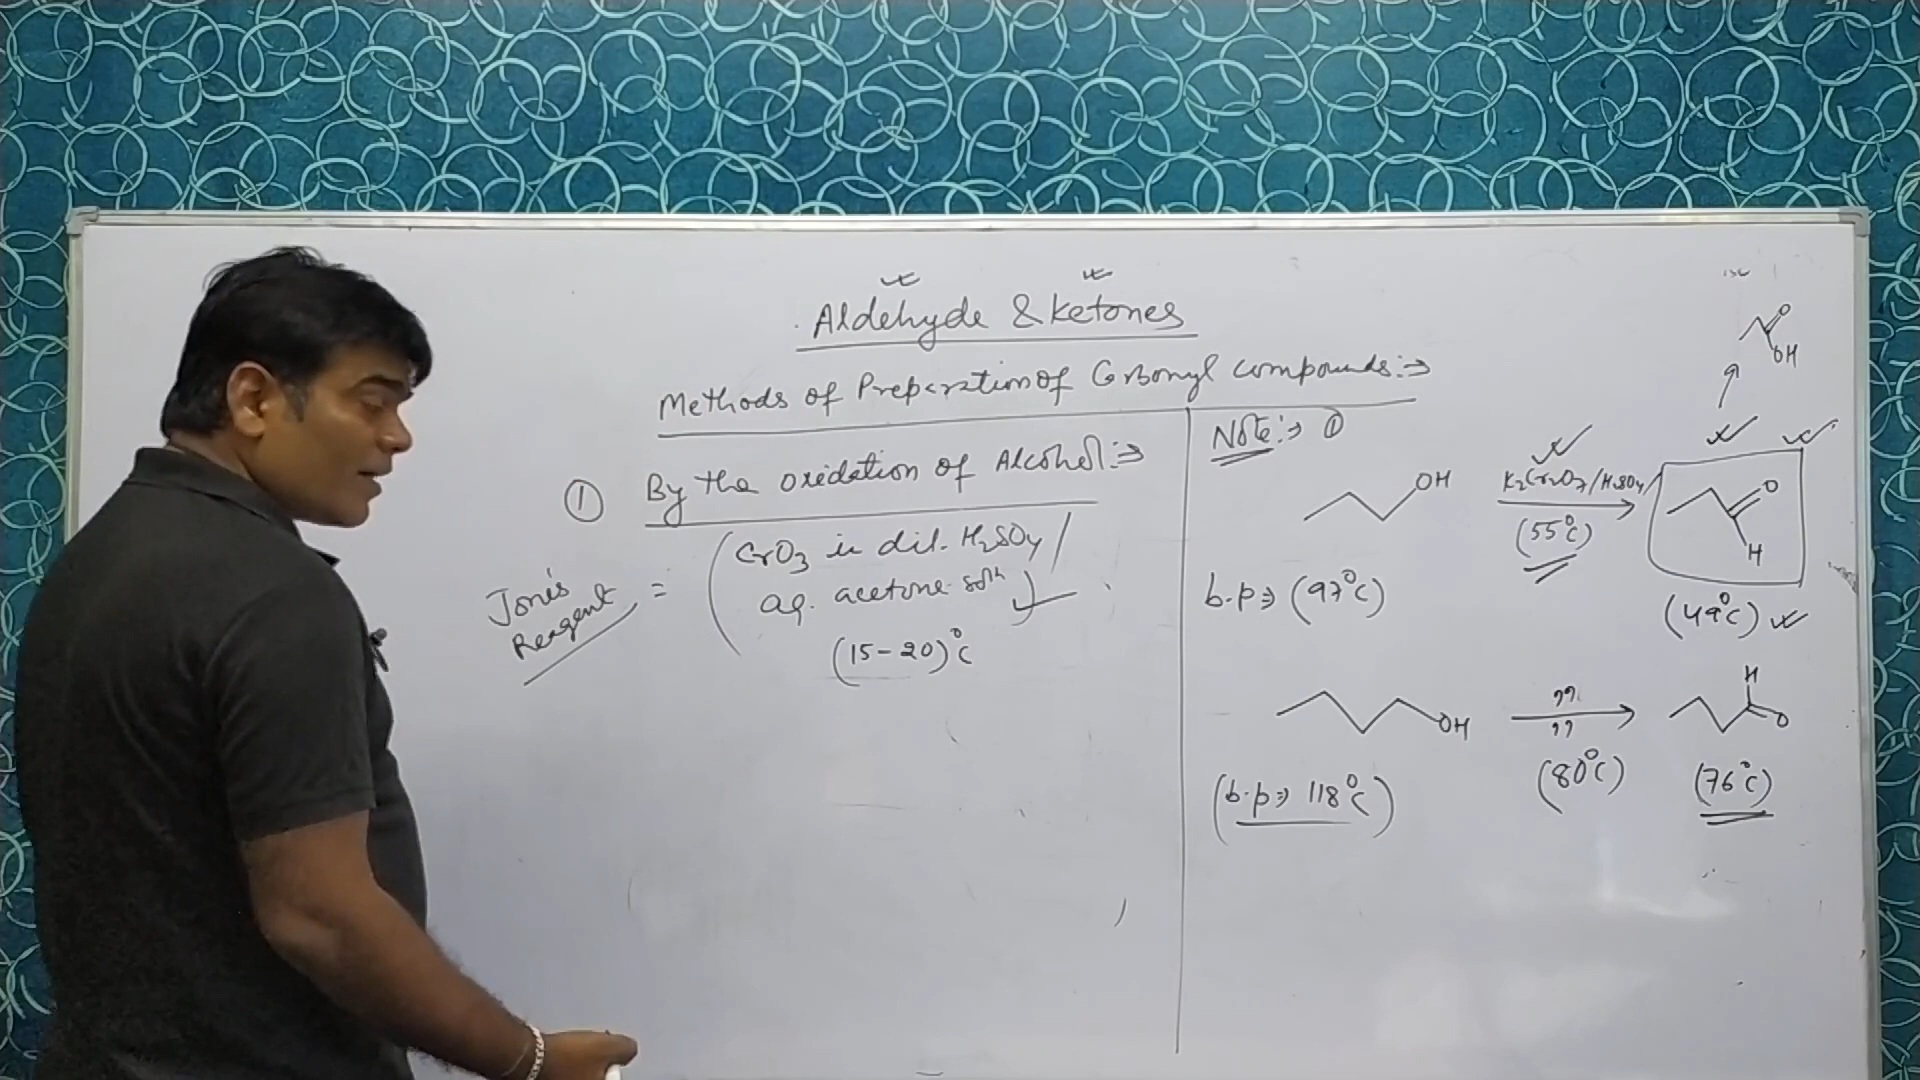 Aldehyde & Ketones
Methods of Preparation of Carbonyl compounds:⇒
① By the oxidation of Alcohol:⇒
Jone's Reagent = (CrO3 in dil. H2SO4 /
aq. acetone soln)
(15-20)°C
Note:⇒ ①
OH
K2Cr2O7/H2SO4
(55°C)
O
H
O
OH
b.p⇒ (97°C)
(49°C)
OH
,,
,,
(80°C)
H
O
(b.p⇒ 118°C)
(76°C)